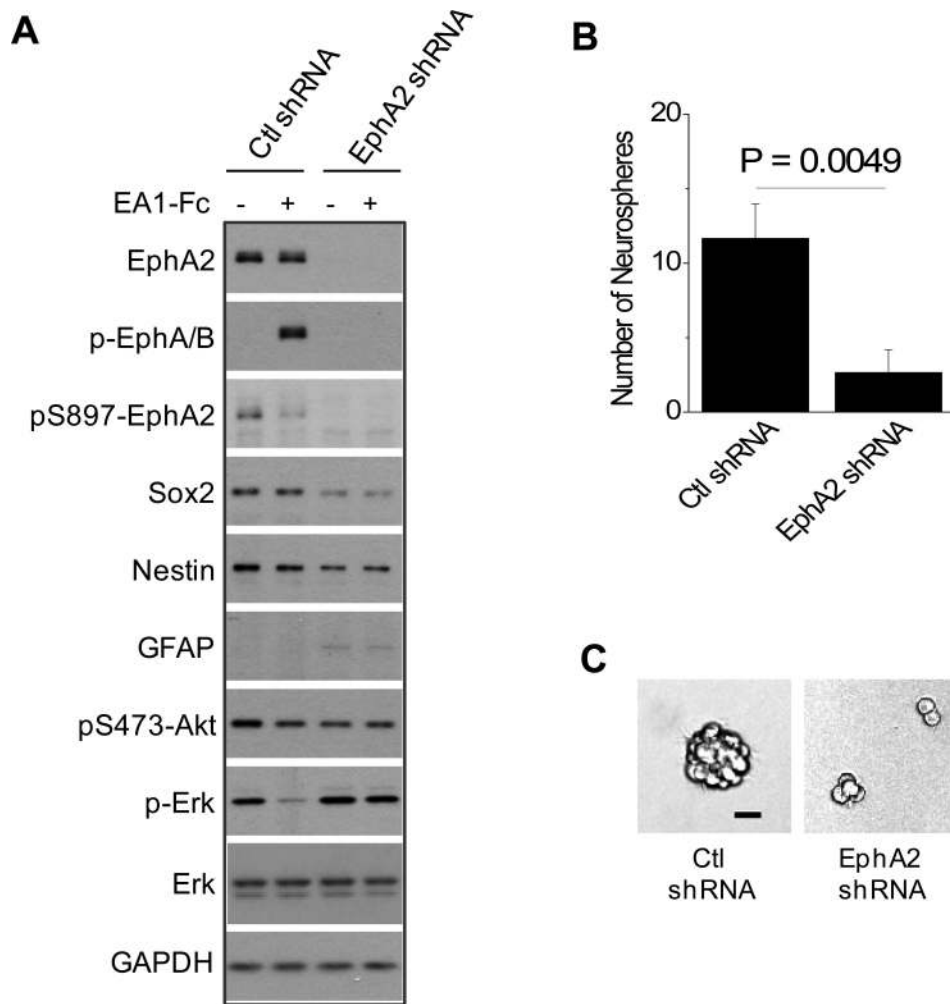 A
Ctl shRNA
EphA2 shRNA
EA1-Fc - + - +
EphA2
p-EphA/B
pS897-EphA2
Sox2
Nestin
GFAP
pS473-Akt
p-Erk
Erk
GAPDH
B
Number of Neurospheres
20
10
0
P = 0.0049
Ctl shRNA
EphA2 shRNA
C
Ctl
shRNA
EphA2
shRNA